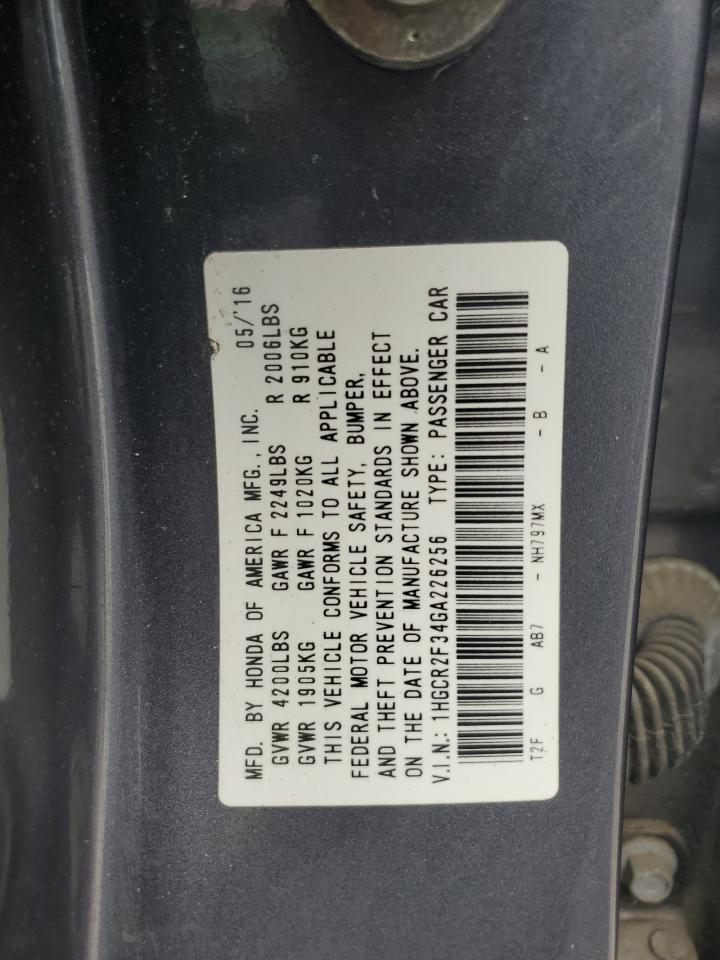 MFD. BY HONDA OF AMERICA MFG., INC. 05/'16
GVWR 4200LBS GAWR F 2249LBS R 2006LBS
GVWR 1905KG GAWR F 1020KG R 910KG
THIS VEHICLE CONFORMS TO ALL APPLICABLE
FEDERAL MOTOR VEHICLE SAFETY, BUMPER,
AND THEFT PREVENTION STANDARDS IN EFFECT
ON THE DATE OF MANUFACTURE SHOWN ABOVE.
V.I.N.: 1HGCR2F34GA226256 TYPE: PASSENGER CAR
T2F G AB7 - NH797MX - B - A